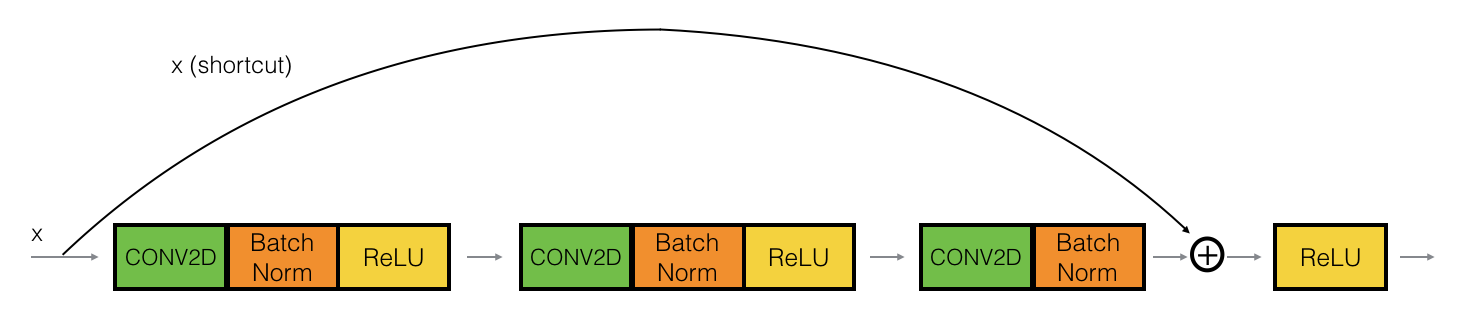 x (shortcut)
x
CONV2D
Batch
Norm
ReLU
CONV2D
Batch
Norm
ReLU
CONV2D
Batch
Norm
ReLU